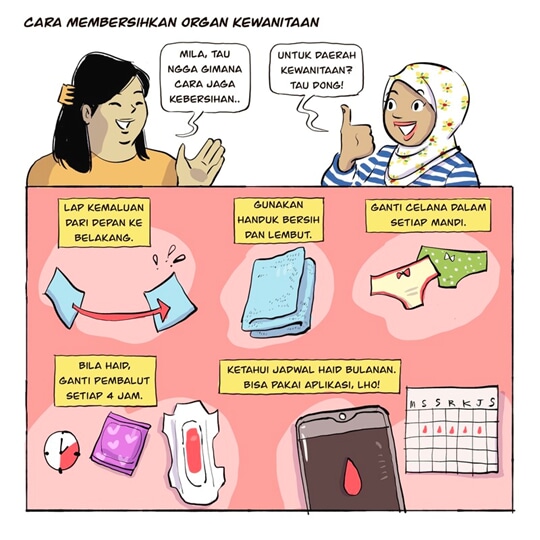 CARA MEMBERSIHKAN ORGAN KEWANITAAN
MILA, TAU
NGGA GIMANA
CARA JAGA
KEBERSIHAN..
UNTUK DAERAH
KEWANITAAN?
TAU DONG!
LAP KEMALUAN
DARI DEPAN KE
BELAKANG.
GUNAKAN
HANDUK BERSIH
DAN LEMBUT.
GANTI CELANA DALAM
SETIAP MANDI.
BILA HAID,
GANTI PEMBALUT
SETIAP 4 JAM.
KETAHUI JADWAL HAID BULANAN.
BISA PAKAI APLIKASI, LHO!
M S S R K J S